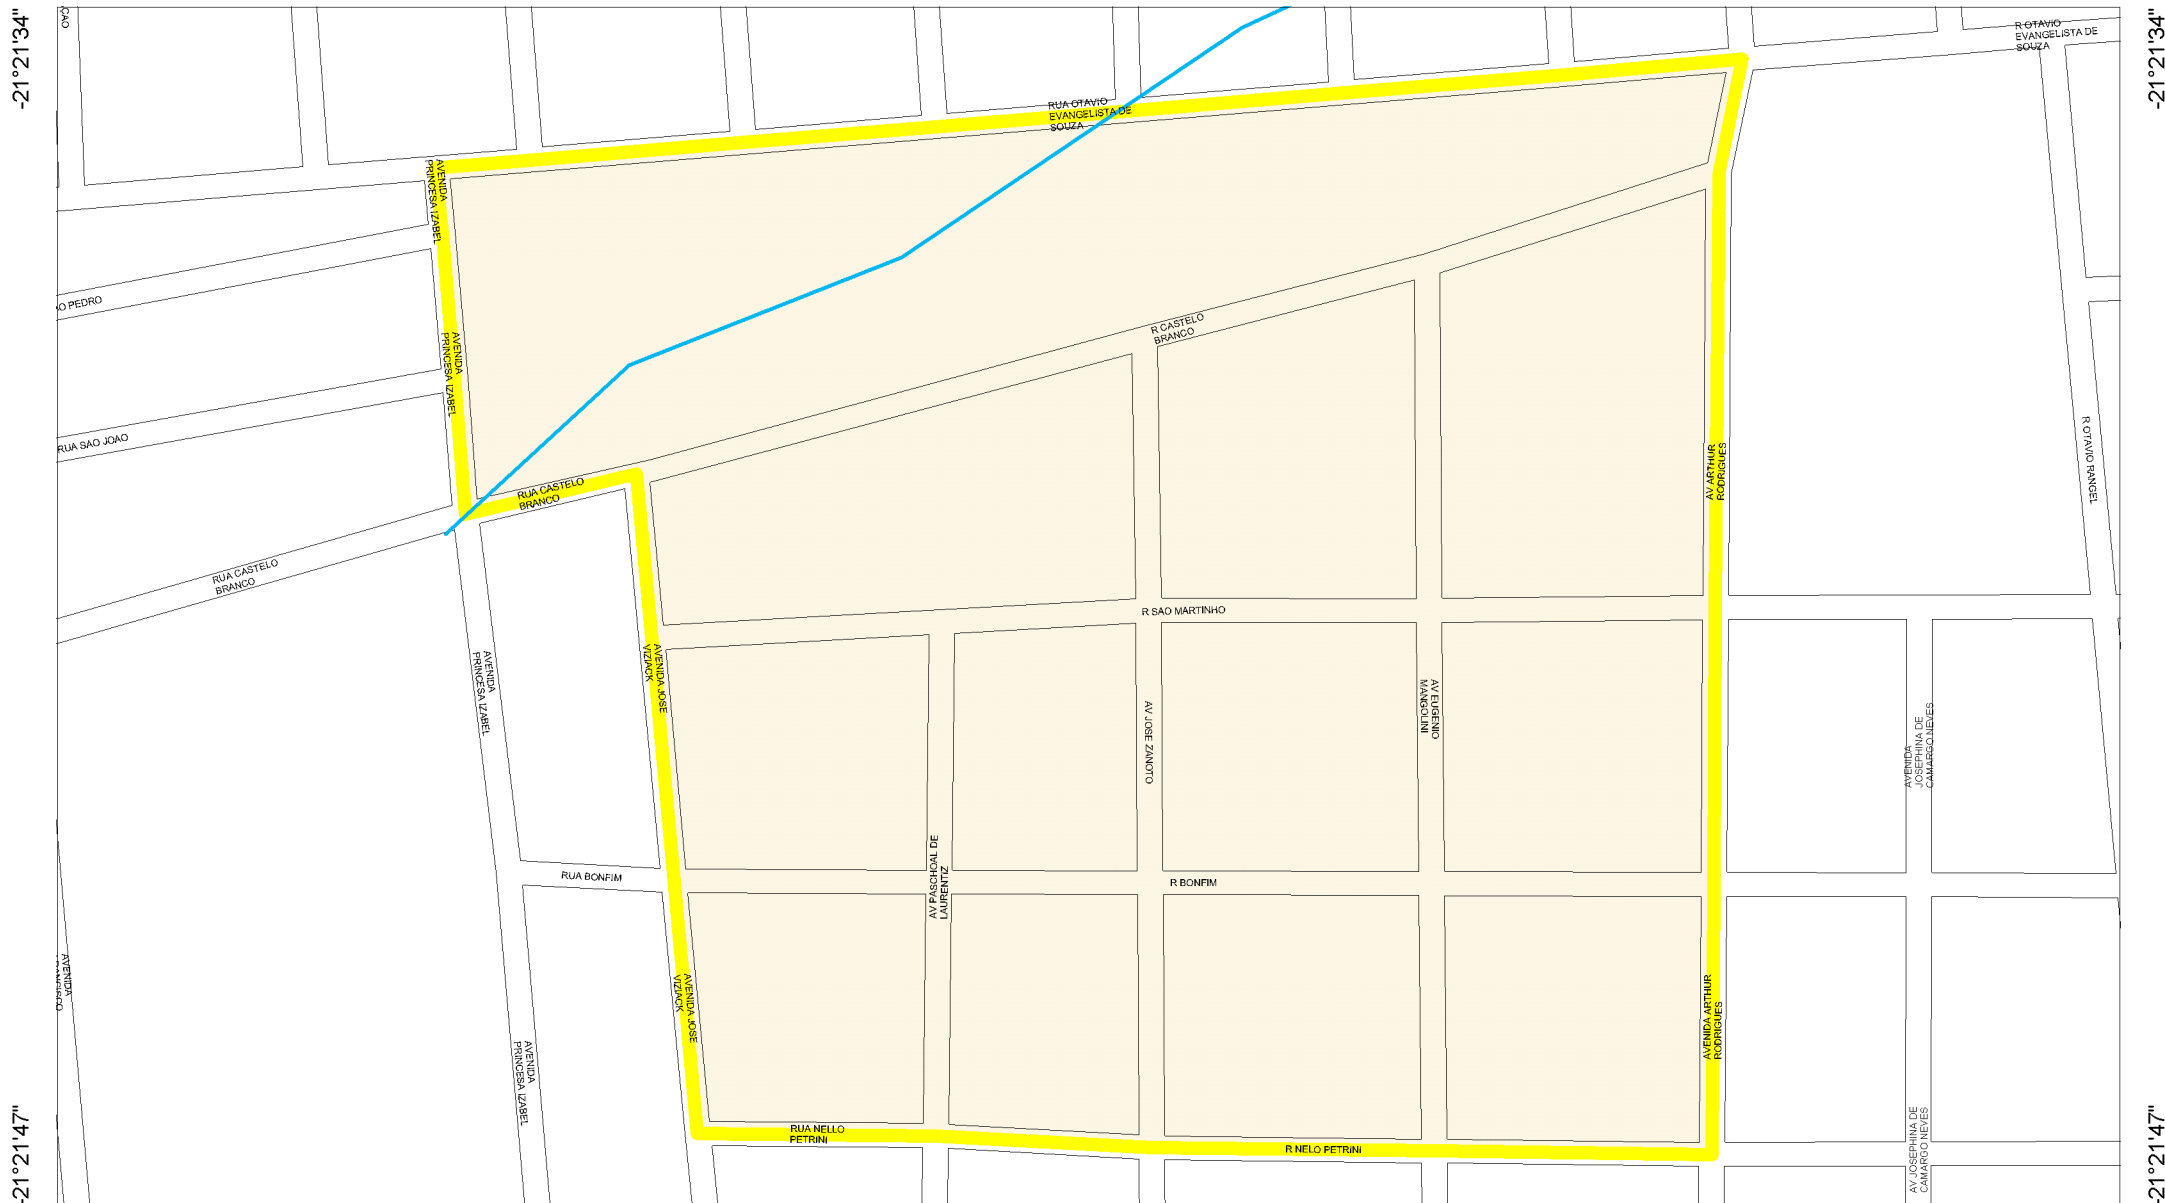 -21°21'34"
-21°21'34"
R OTAVIO
EVANGELISTA DE
SOUZA
RUA OTAVIO
EVANGELISTA DE
SOUZA
AVENIDA
PRINCESA IZABEL
O PEDRO
R CASTELO
BRANCO
AVENIDA
PRINCESA IZABEL
RUA SAO JOAO
R OTAVIO RANGEL
AV ARTHUR
RODRIGUES
RUA CASTELO
BRANCO
RUA CASTELO
BRANCO
R SAO MARTINHO
AVENIDA
PRINCESA IZABEL
AVENIDA JOSE
VIZIACK
AV JOSE ZANOTO
AV EUGENIO
MANGOLINI
AVENIDA
JOSEPHINA DE
CAMARGO NEVES
RUA BONFIM
AV PASCHOAL DE
LAURENTIZ
R BONFIM
AVENIDA
AVENIDA JOSE
VIZIACK
AVENIDA ARTHUR
RODRIGUES
AVENIDA
PRINCESA IZABEL
RUA NELLO
PETRINI
R NELO PETRINI
AV JOSEPHINA DE
CAMARGO NEVES
-21°21'47"
-21°21'47"